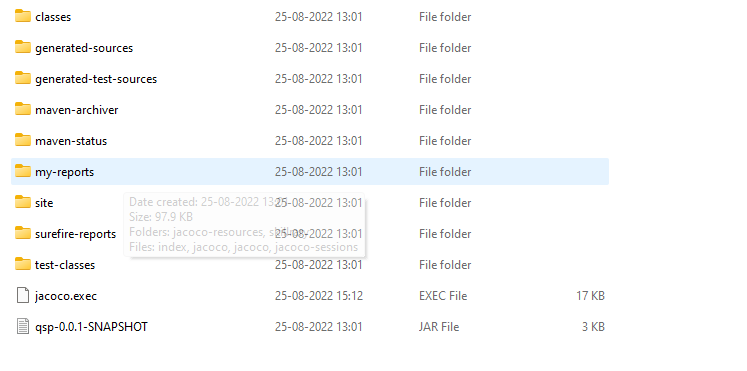 classes 25-08-2022 13:01 File folder
generated-sources 25-08-2022 13:01 File folder
generated-test-sources 25-08-2022 13:01 File folder
maven-archiver 25-08-2022 13:01 File folder
maven-status 25-08-2022 13:01 File folder
my-reports 25-08-2022 13:01 File folder
site 25-08-2022 13:01 File folder
surefire-reports 25-08-2022 13:01 File folder
test-classes 25-08-2022 13:01 File folder
jacoco.exec 25-08-2022 15:12 EXEC File 17 KB
qsp-0.0.1-SNAPSHOT 25-08-2022 13:01 JAR File 3 KB
Date created: 25-08-2022
Size: 97.9 KB
Folders: jacoco-resources,
Files: index, jacoco, jacoco, jacoco-sessions